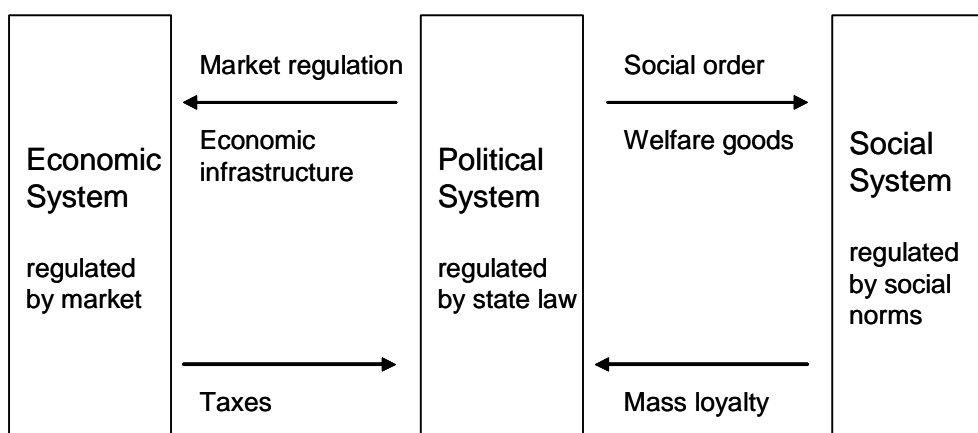 Economic
System
regulated
by market
Market regulation
Economic
infrastructure
Taxes
Political
System
regulated
by state law
Social order
Welfare goods
Mass loyalty
Social
System
regulated
by social
norms